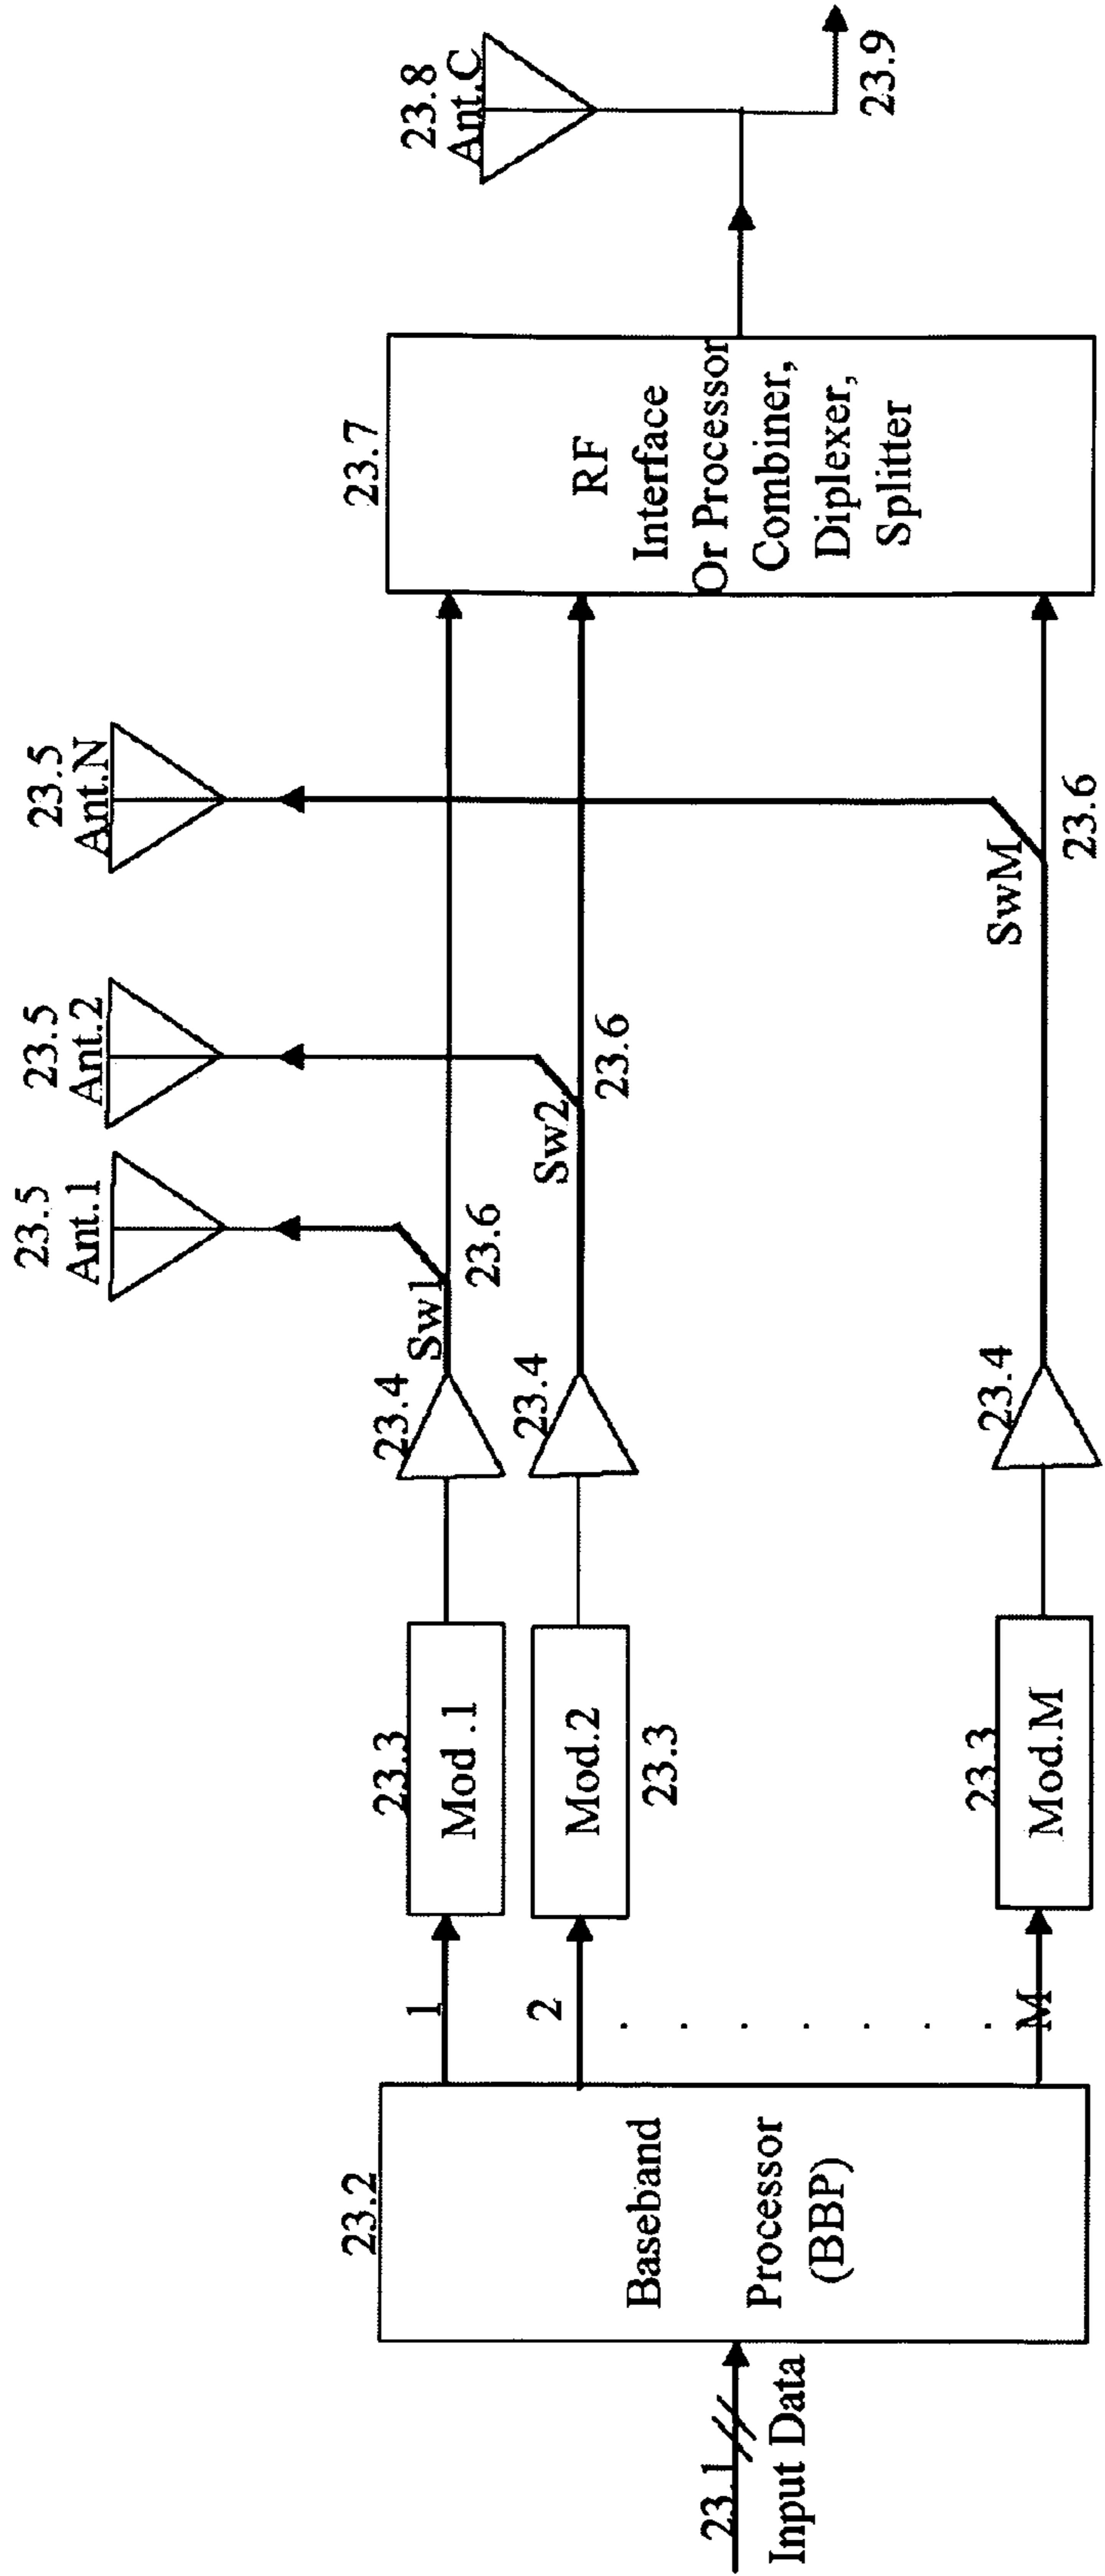 23.1
Input Data
23.2
Baseband
Processor
(BBP)
1
2
. . . . . . .
M
23.3
Mod .1
Mod.2
23.3
23.3
Mod.M
23.4
23.4
23.4
Sw1
23.6
Sw2
23.6
SwM
23.6
23.5
Ant.1
23.5
Ant.2
23.5
Ant.N
23.7
RF
Interface
Or Processor
Combiner,
Diplexer,
Splitter
23.8
Ant.C
23.9